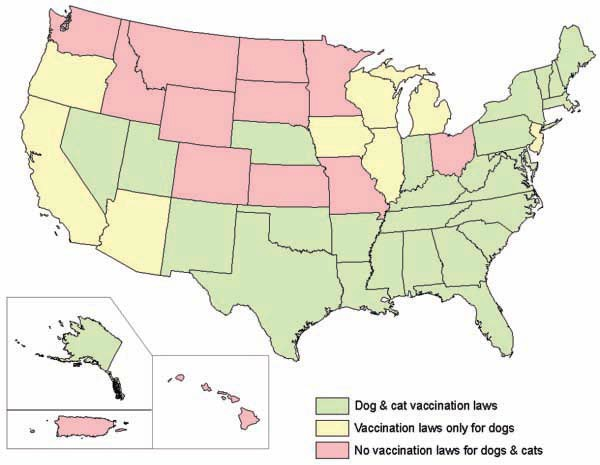 Dog & cat vaccination laws
Vaccination laws only for dogs
No vaccination laws for dogs & cats